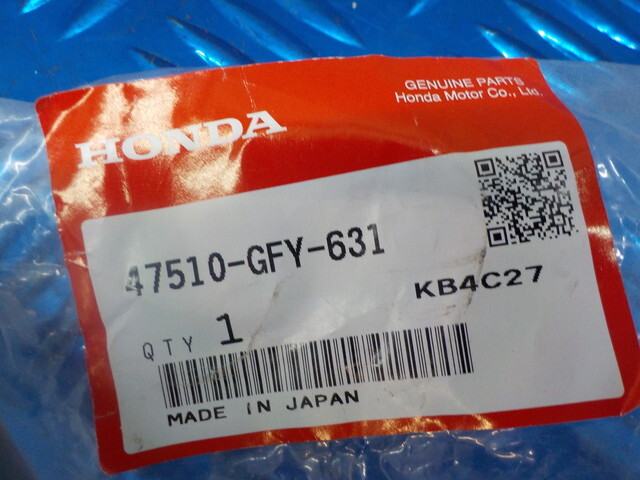 GENUINE PARTS
Honda Motor Co., Ltd.
HONDA
47510-GFY-631
KB4C27
QTY 1
MADE IN JAPAN